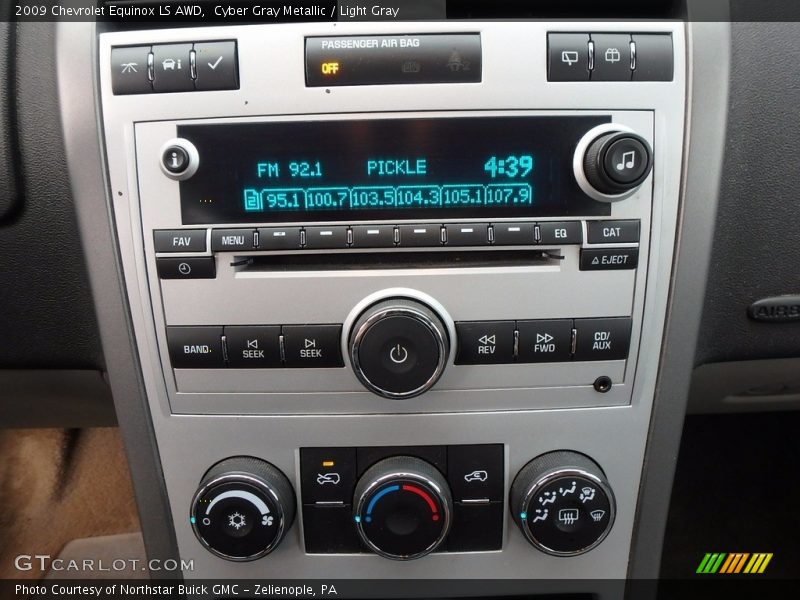 2009 Chevrolet Equinox LS AWD,  Cyber Gray Metallic / Light Gray
PASSENGER AIR BAG
OFF
i
FM 92.1 PICKLE 4:39
2 95.1 100.7 103.5 104.3 105.1 107.9
FAV MENU EQ CAT
EJECT
BAND SEEK SEEK REV FWD CD/
AUX
AIRB
GTCARLOT.COM
Photo Courtesy of Northstar Buick GMC – Zelienople, PA